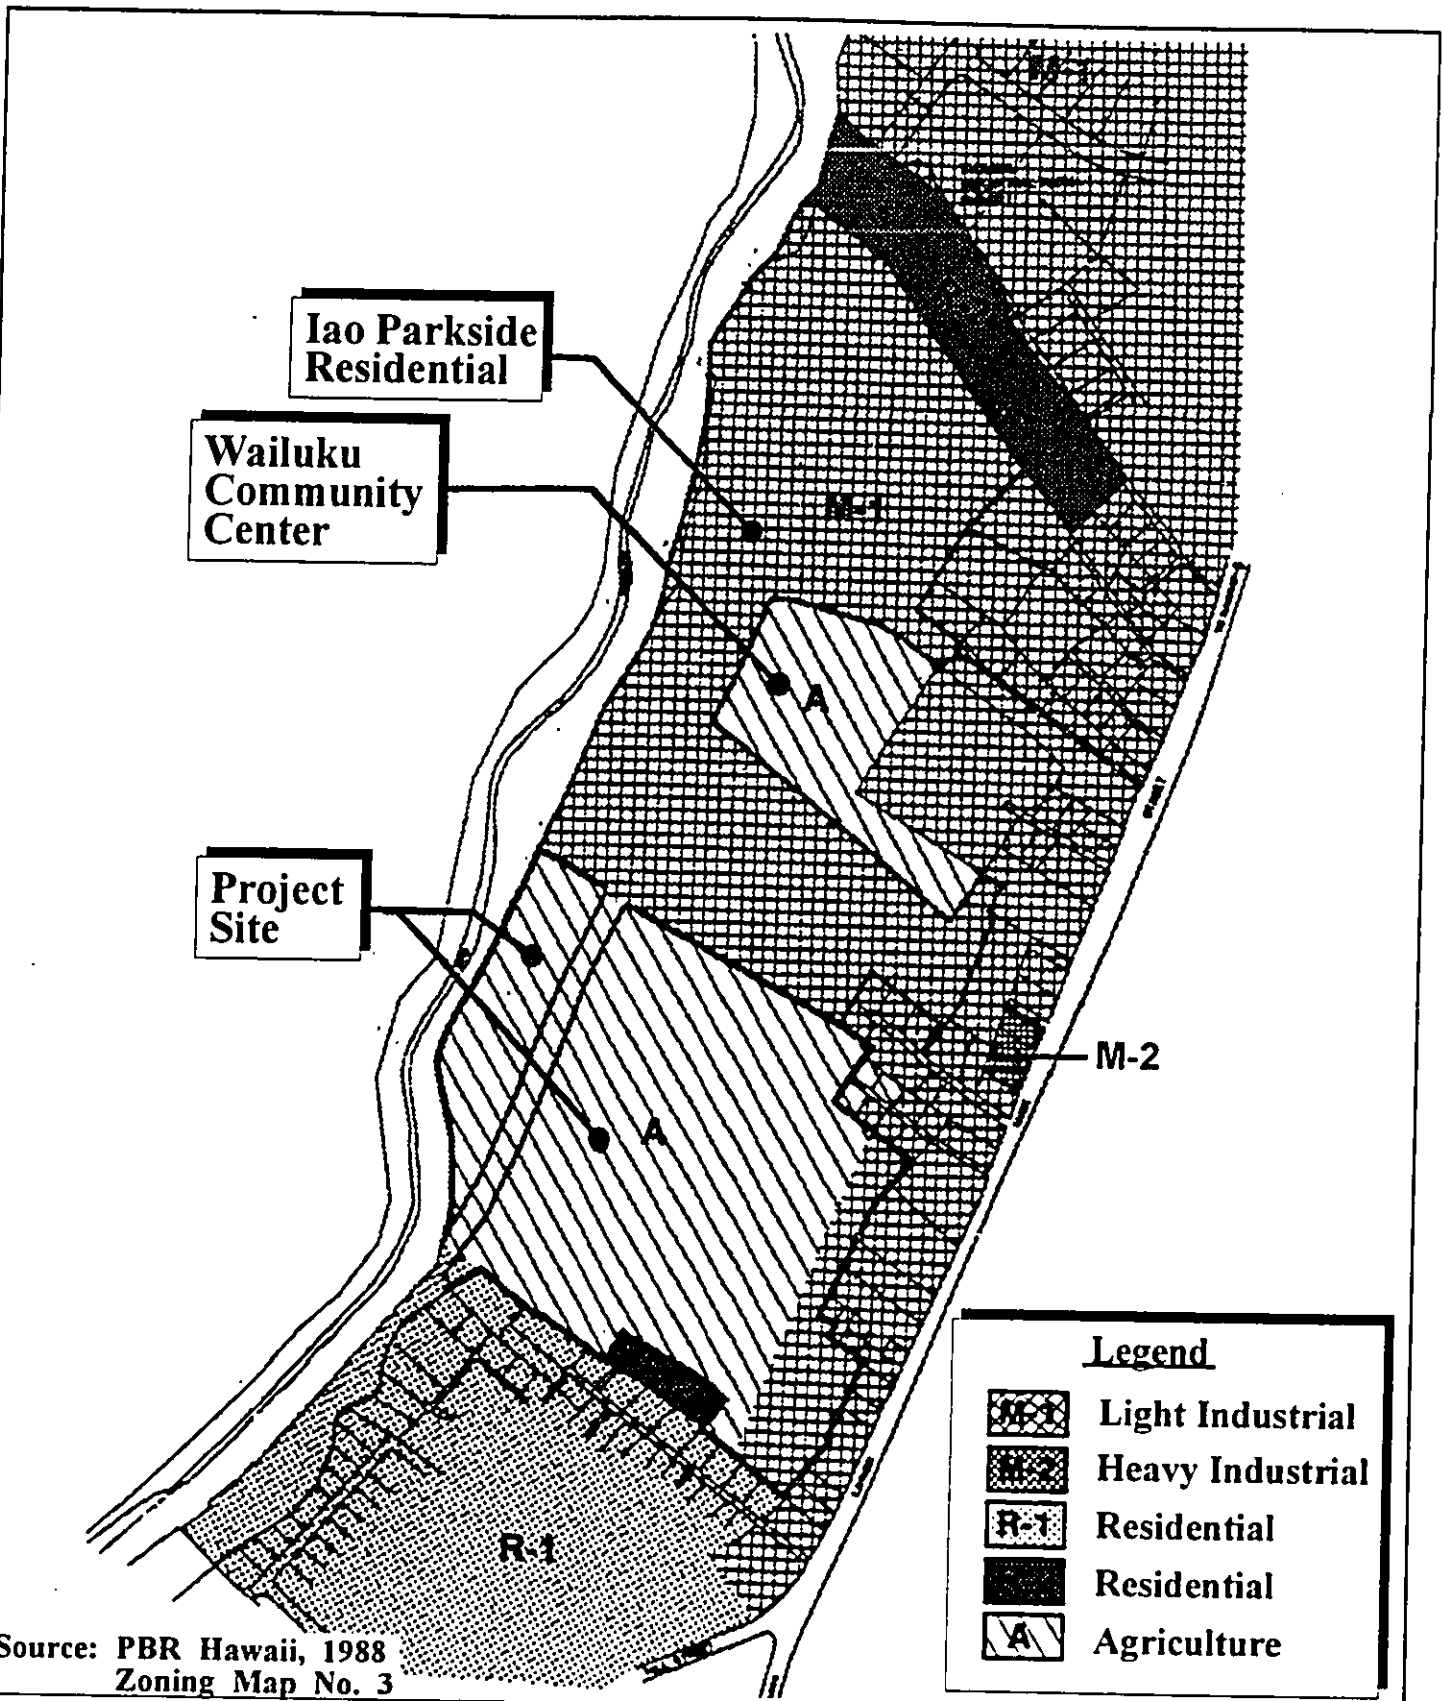 M-1
Iao Parkside
Residential
Wailuku
Community
Center
M-1
A
Project
Site
M-2
A
R-1
Legend
M-1 Light Industrial
M-2 Heavy Industrial
R-1 Residential
Residential
A Agriculture
Source: PBR Hawaii, 1988
Zoning Map No. 3